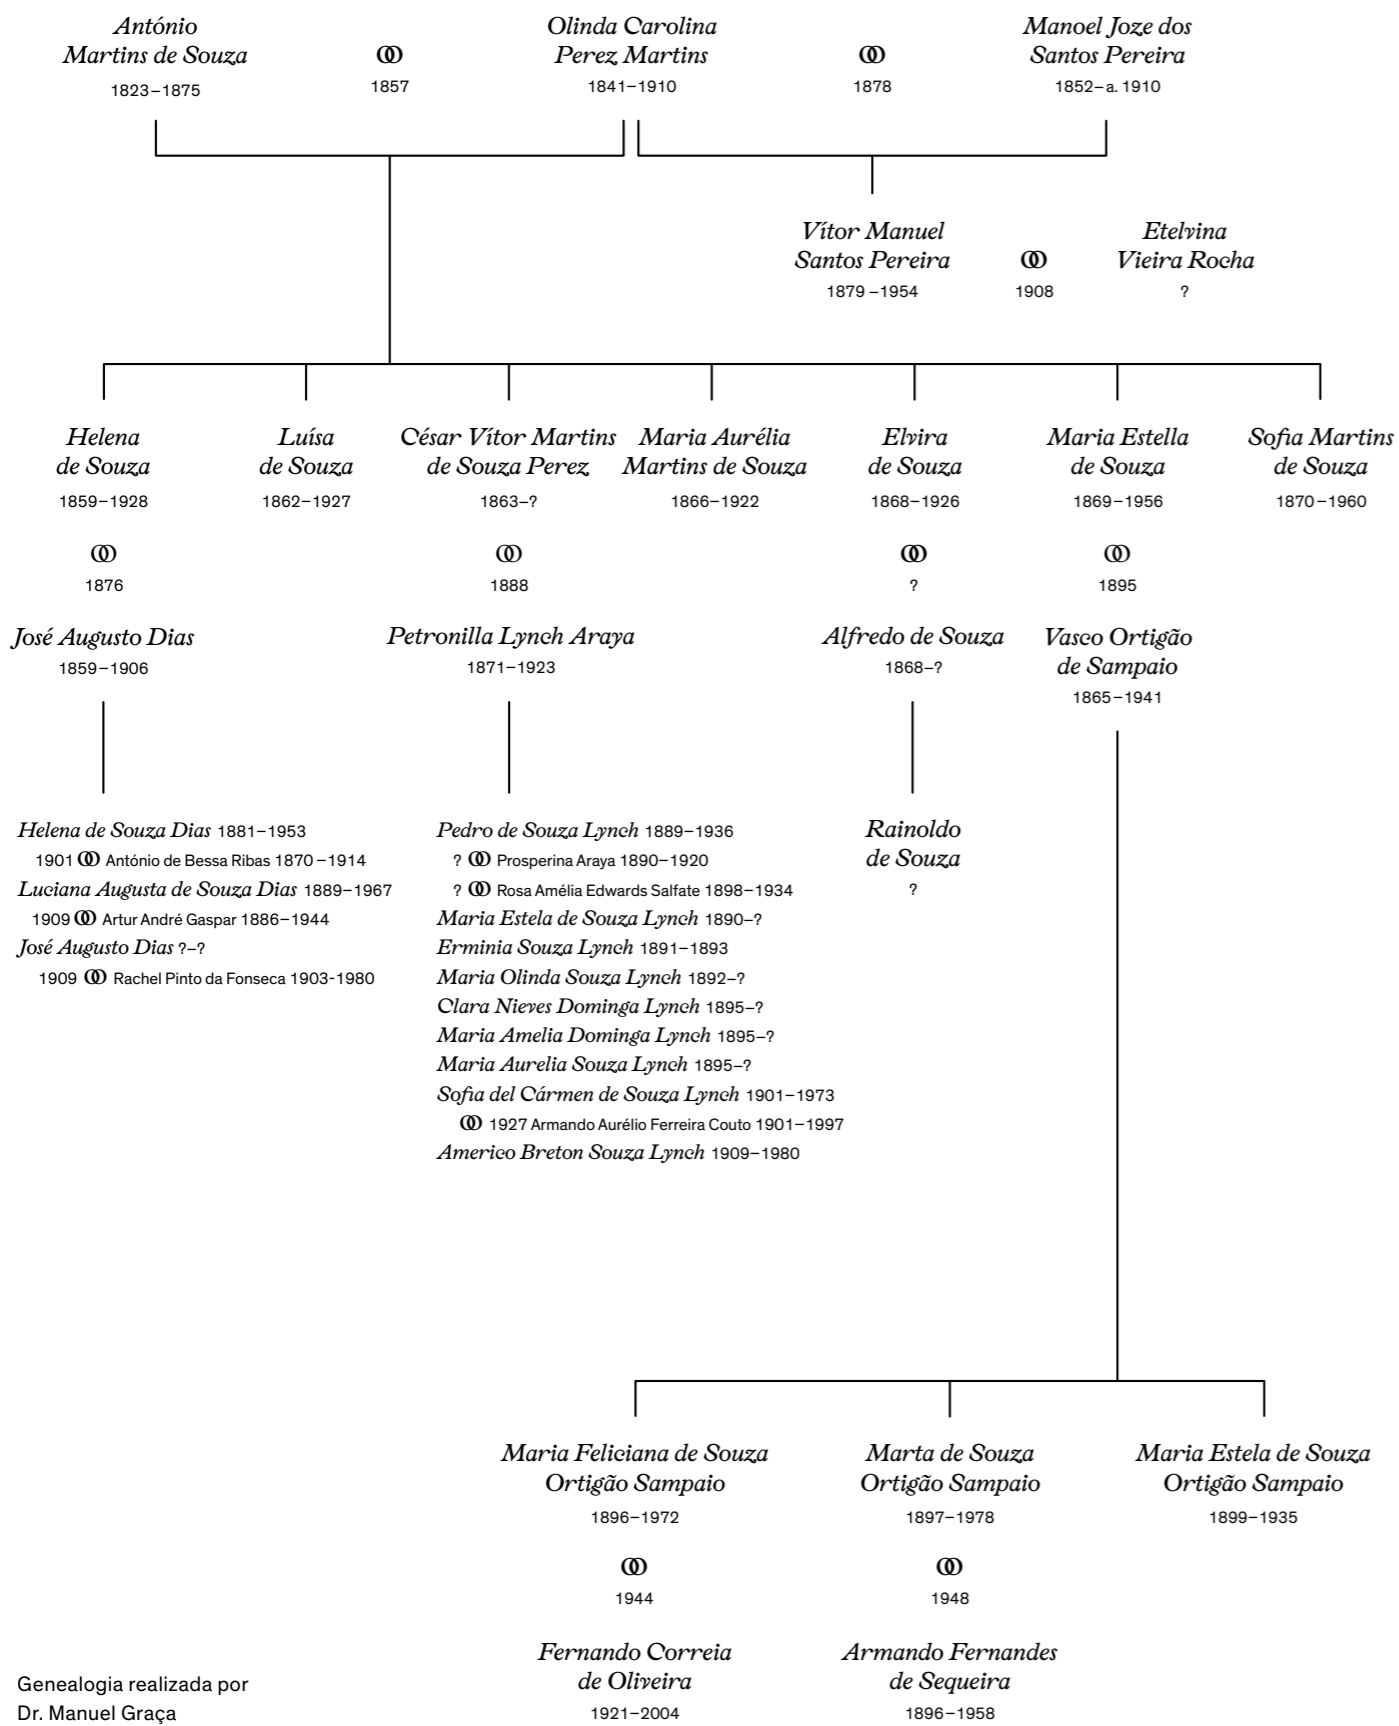 António
Martins de Souza
1823–1875
1857
Olinda Carolina
Perez Martins
1841–1910
1878
Manoel Joze dos
Santos Pereira
1852–a. 1910
Vítor Manuel
Santos Pereira
1879–1954
1908
Etelvina
Vieira Rocha
?
Helena
de Souza
1859–1928
1876
José Augusto Dias
1859–1906
Luísa
de Souza
1862–1927
César Vítor Martins
de Souza Perez
1863–?
1888
Petronilla Lynch Araya
1871–1923
Maria Aurélia
Martins de Souza
1866–1922
Elvira
de Souza
1868–1926
?
Alfredo de Souza
1868–?
Maria Estella
de Souza
1869–1956
1895
Vasco Ortigão
de Sampaio
1865–1941
Sofia Martins
de Souza
1870–1960
Helena de Souza Dias 1881–1953
1901 António de Bessa Ribas 1870–1914
Luciana Augusta de Souza Dias 1889–1967
1909 Artur André Gaspar 1886–1944
José Augusto Dias ?–?
1909 Rachel Pinto da Fonseca 1903-1980
Pedro de Souza Lynch 1889–1936
? Prosperina Araya 1890–1920
? Rosa Amélia Edwards Salfate 1898–1934
Maria Estela de Souza Lynch 1890–?
Erminia Souza Lynch 1891–1893
Maria Olinda Souza Lynch 1892–?
Clara Nieves Dominga Lynch 1895–?
Maria Amelia Dominga Lynch 1895–?
Maria Aurelia Souza Lynch 1895–?
Sofia del Cármen de Souza Lynch 1901–1973
1927 Armando Aurélio Ferreira Couto 1901–1997
Americo Breton Souza Lynch 1909–1980
Rainoldo
de Souza
?
Maria Feliciana de Souza
Ortigão Sampaio
1896–1972
1944
Fernando Correia
de Oliveira
1921–2004
Marta de Souza
Ortigão Sampaio
1897–1978
1948
Armando Fernandes
de Sequeira
1896–1958
Maria Estela de Souza
Ortigão Sampaio
1899–1935
Genealogia realizada por
Dr. Manuel Graça